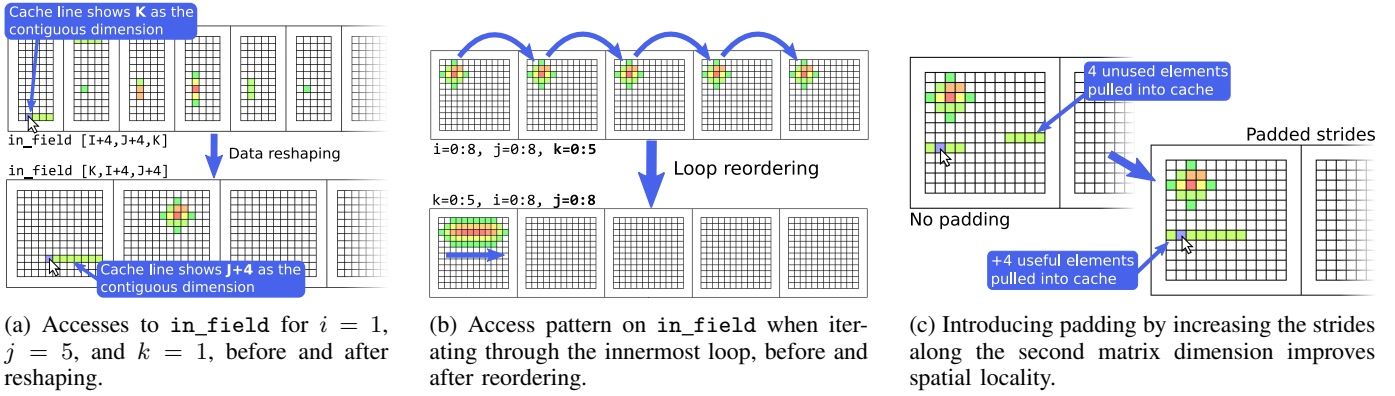 Cache line shows K as the
contiguous dimension
in_field [I+4,J+4,K]
Data reshaping
in_field [K,I+4,J+4]
Cache line shows J+4 as the
contiguous dimension
(a) Accesses to in_field for i = 1,
j = 5, and k = 1, before and after
reshaping.
i=0:8, j=0:8, k=0:5
Loop reordering
k=0:5, i=0:8, j=0:8
(b) Access pattern on in_field when iter-
ating through the innermost loop, before and
after reordering.
4 unused elements
pulled into cache
Padded strides
No padding
+4 useful elements
pulled into cache
(c) Introducing padding by increasing the strides
along the second matrix dimension improves
spatial locality.